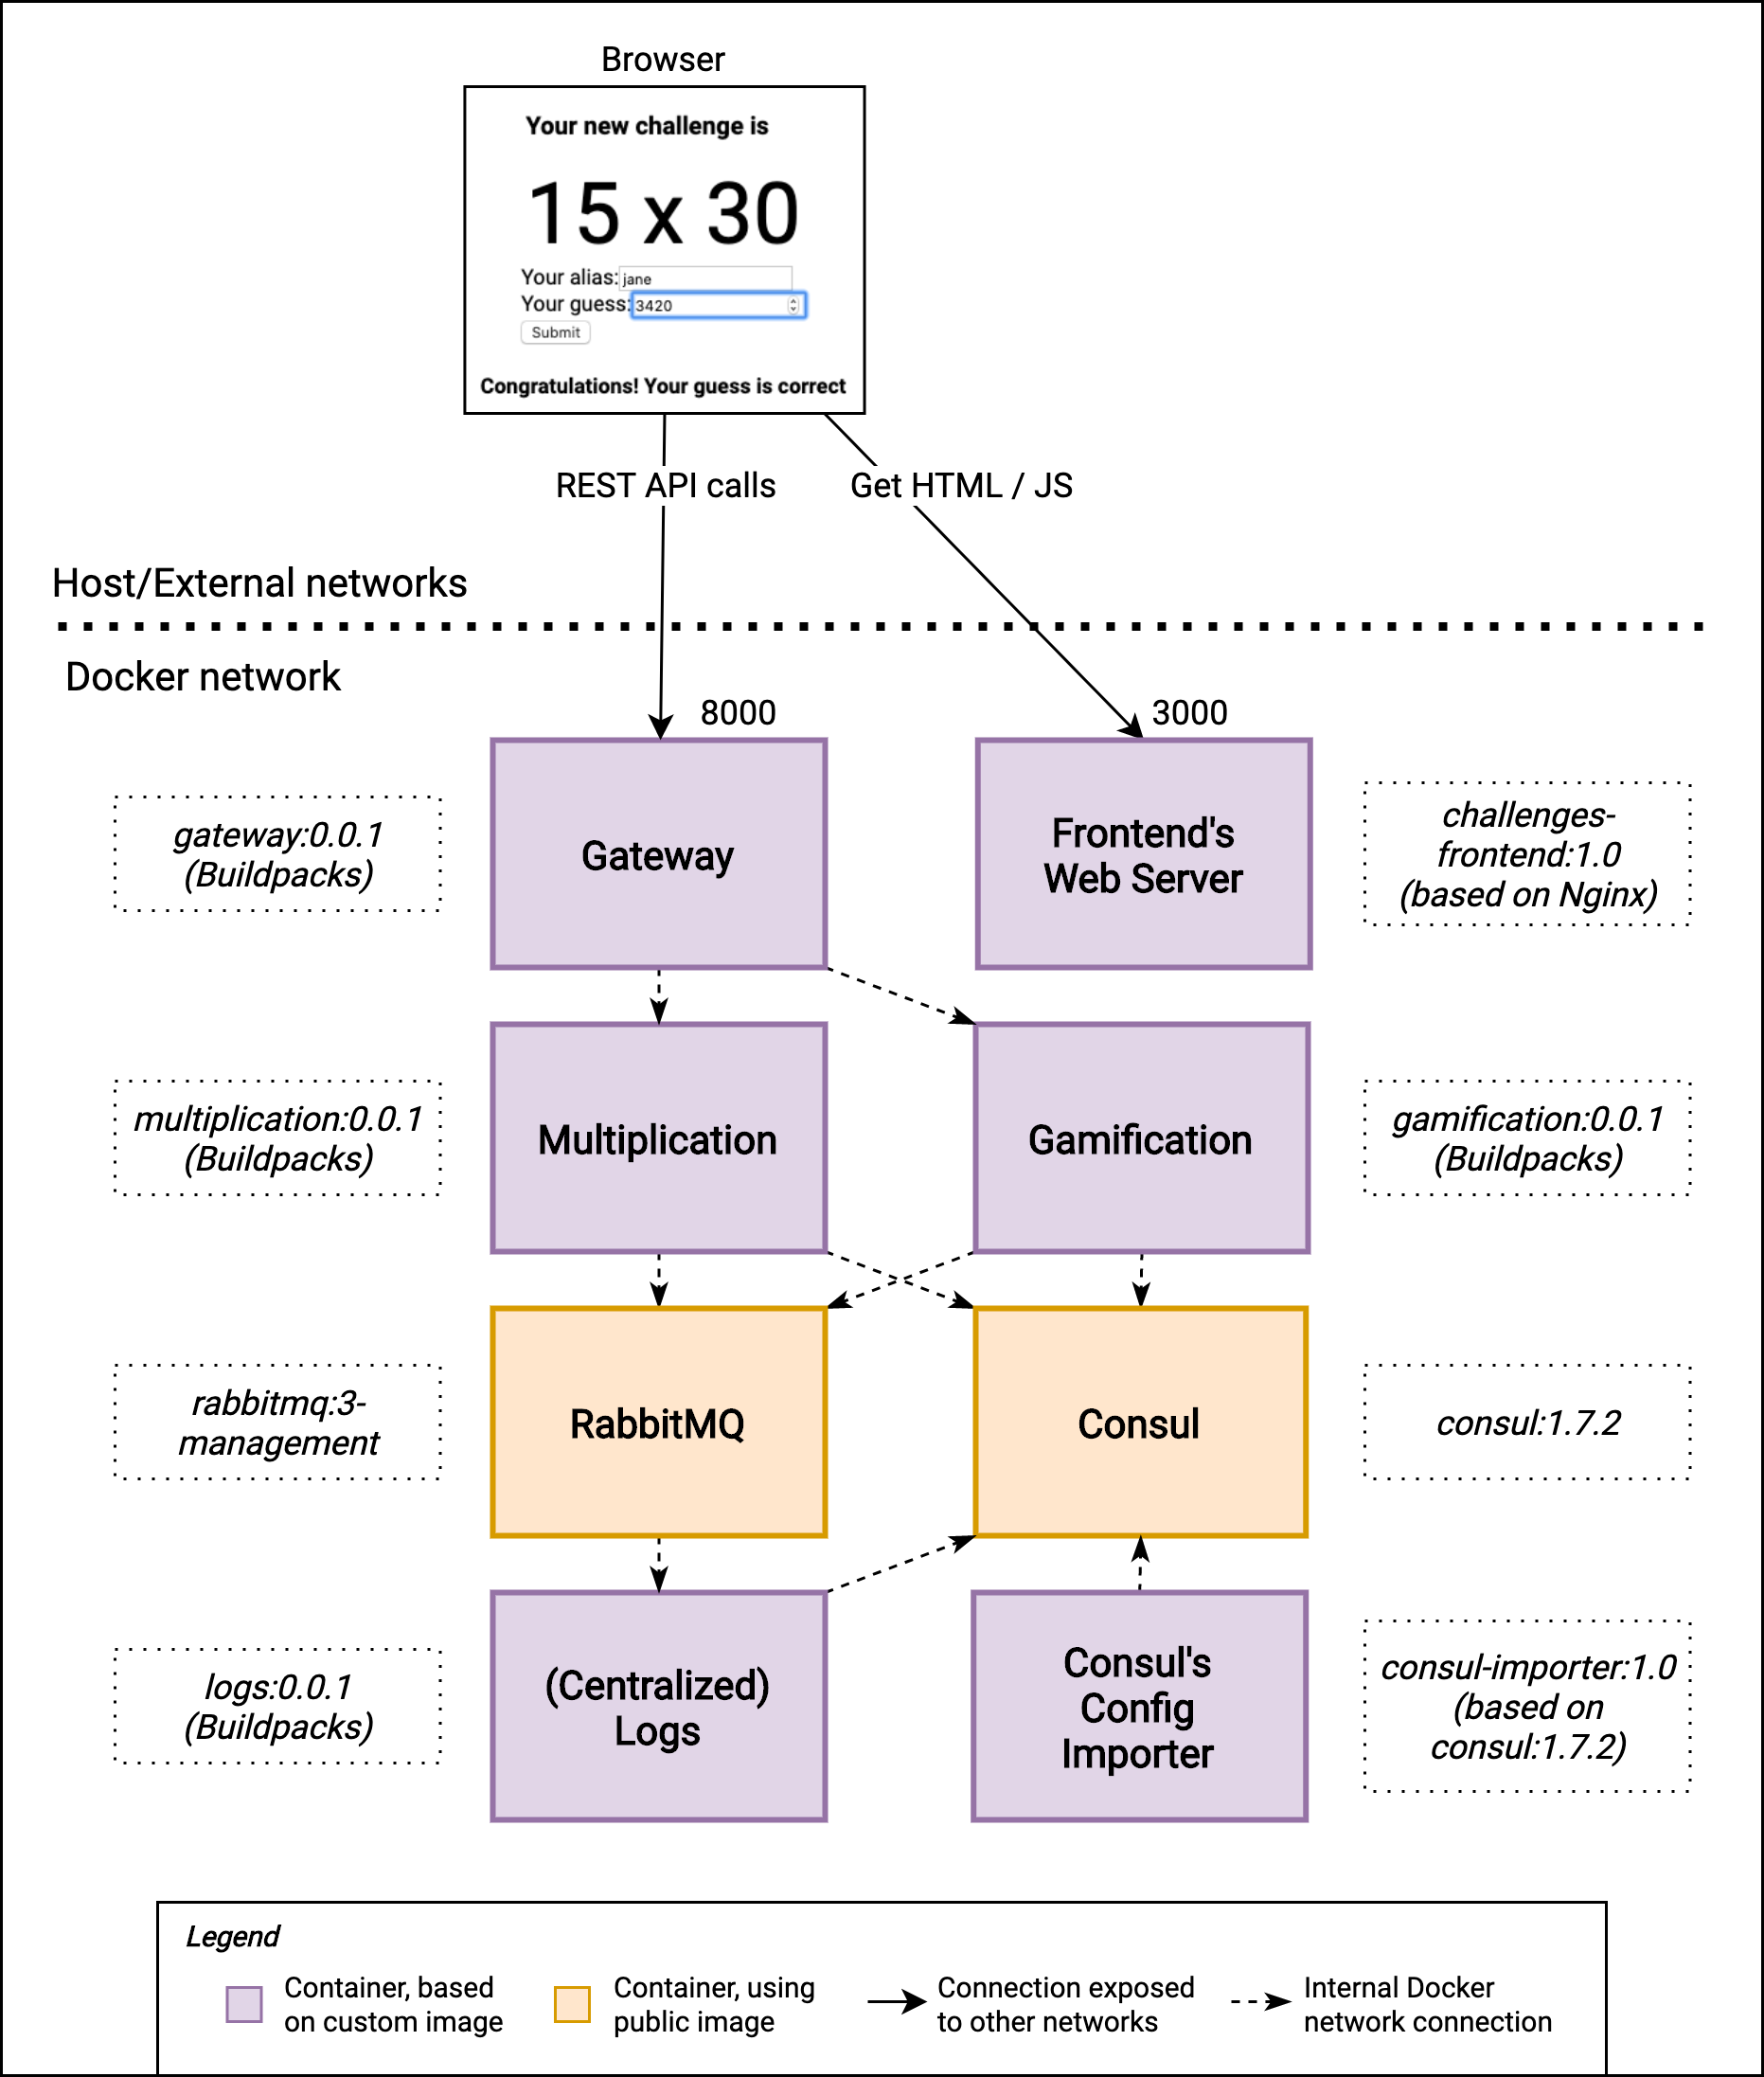 Browser
Your new challenge is
15 x 30
Your alias: jane
Your guess: 3420
Submit
Congratulations! Your guess is correct
REST API calls
Get HTML / JS
Host/External networks
Docker network
8000
3000
gateway:0.0.1
(Buildpacks)
Gateway
Frontend's
Web Server
challenges-
frontend:1.0
(based on Nginx)
multiplication:0.0.1
(Buildpacks)
Multiplication
Gamification
gamification:0.0.1
(Buildpacks)
rabbitmq:3-
management
RabbitMQ
Consul
consul:1.7.2
logs:0.0.1
(Buildpacks)
(Centralized)
Logs
Consul's
Config
Importer
consul-importer:1.0
(based on
consul:1.7.2)
Legend
Container, based
on custom image
Container, using
public image
Connection exposed
to other networks
Internal Docker
network connection